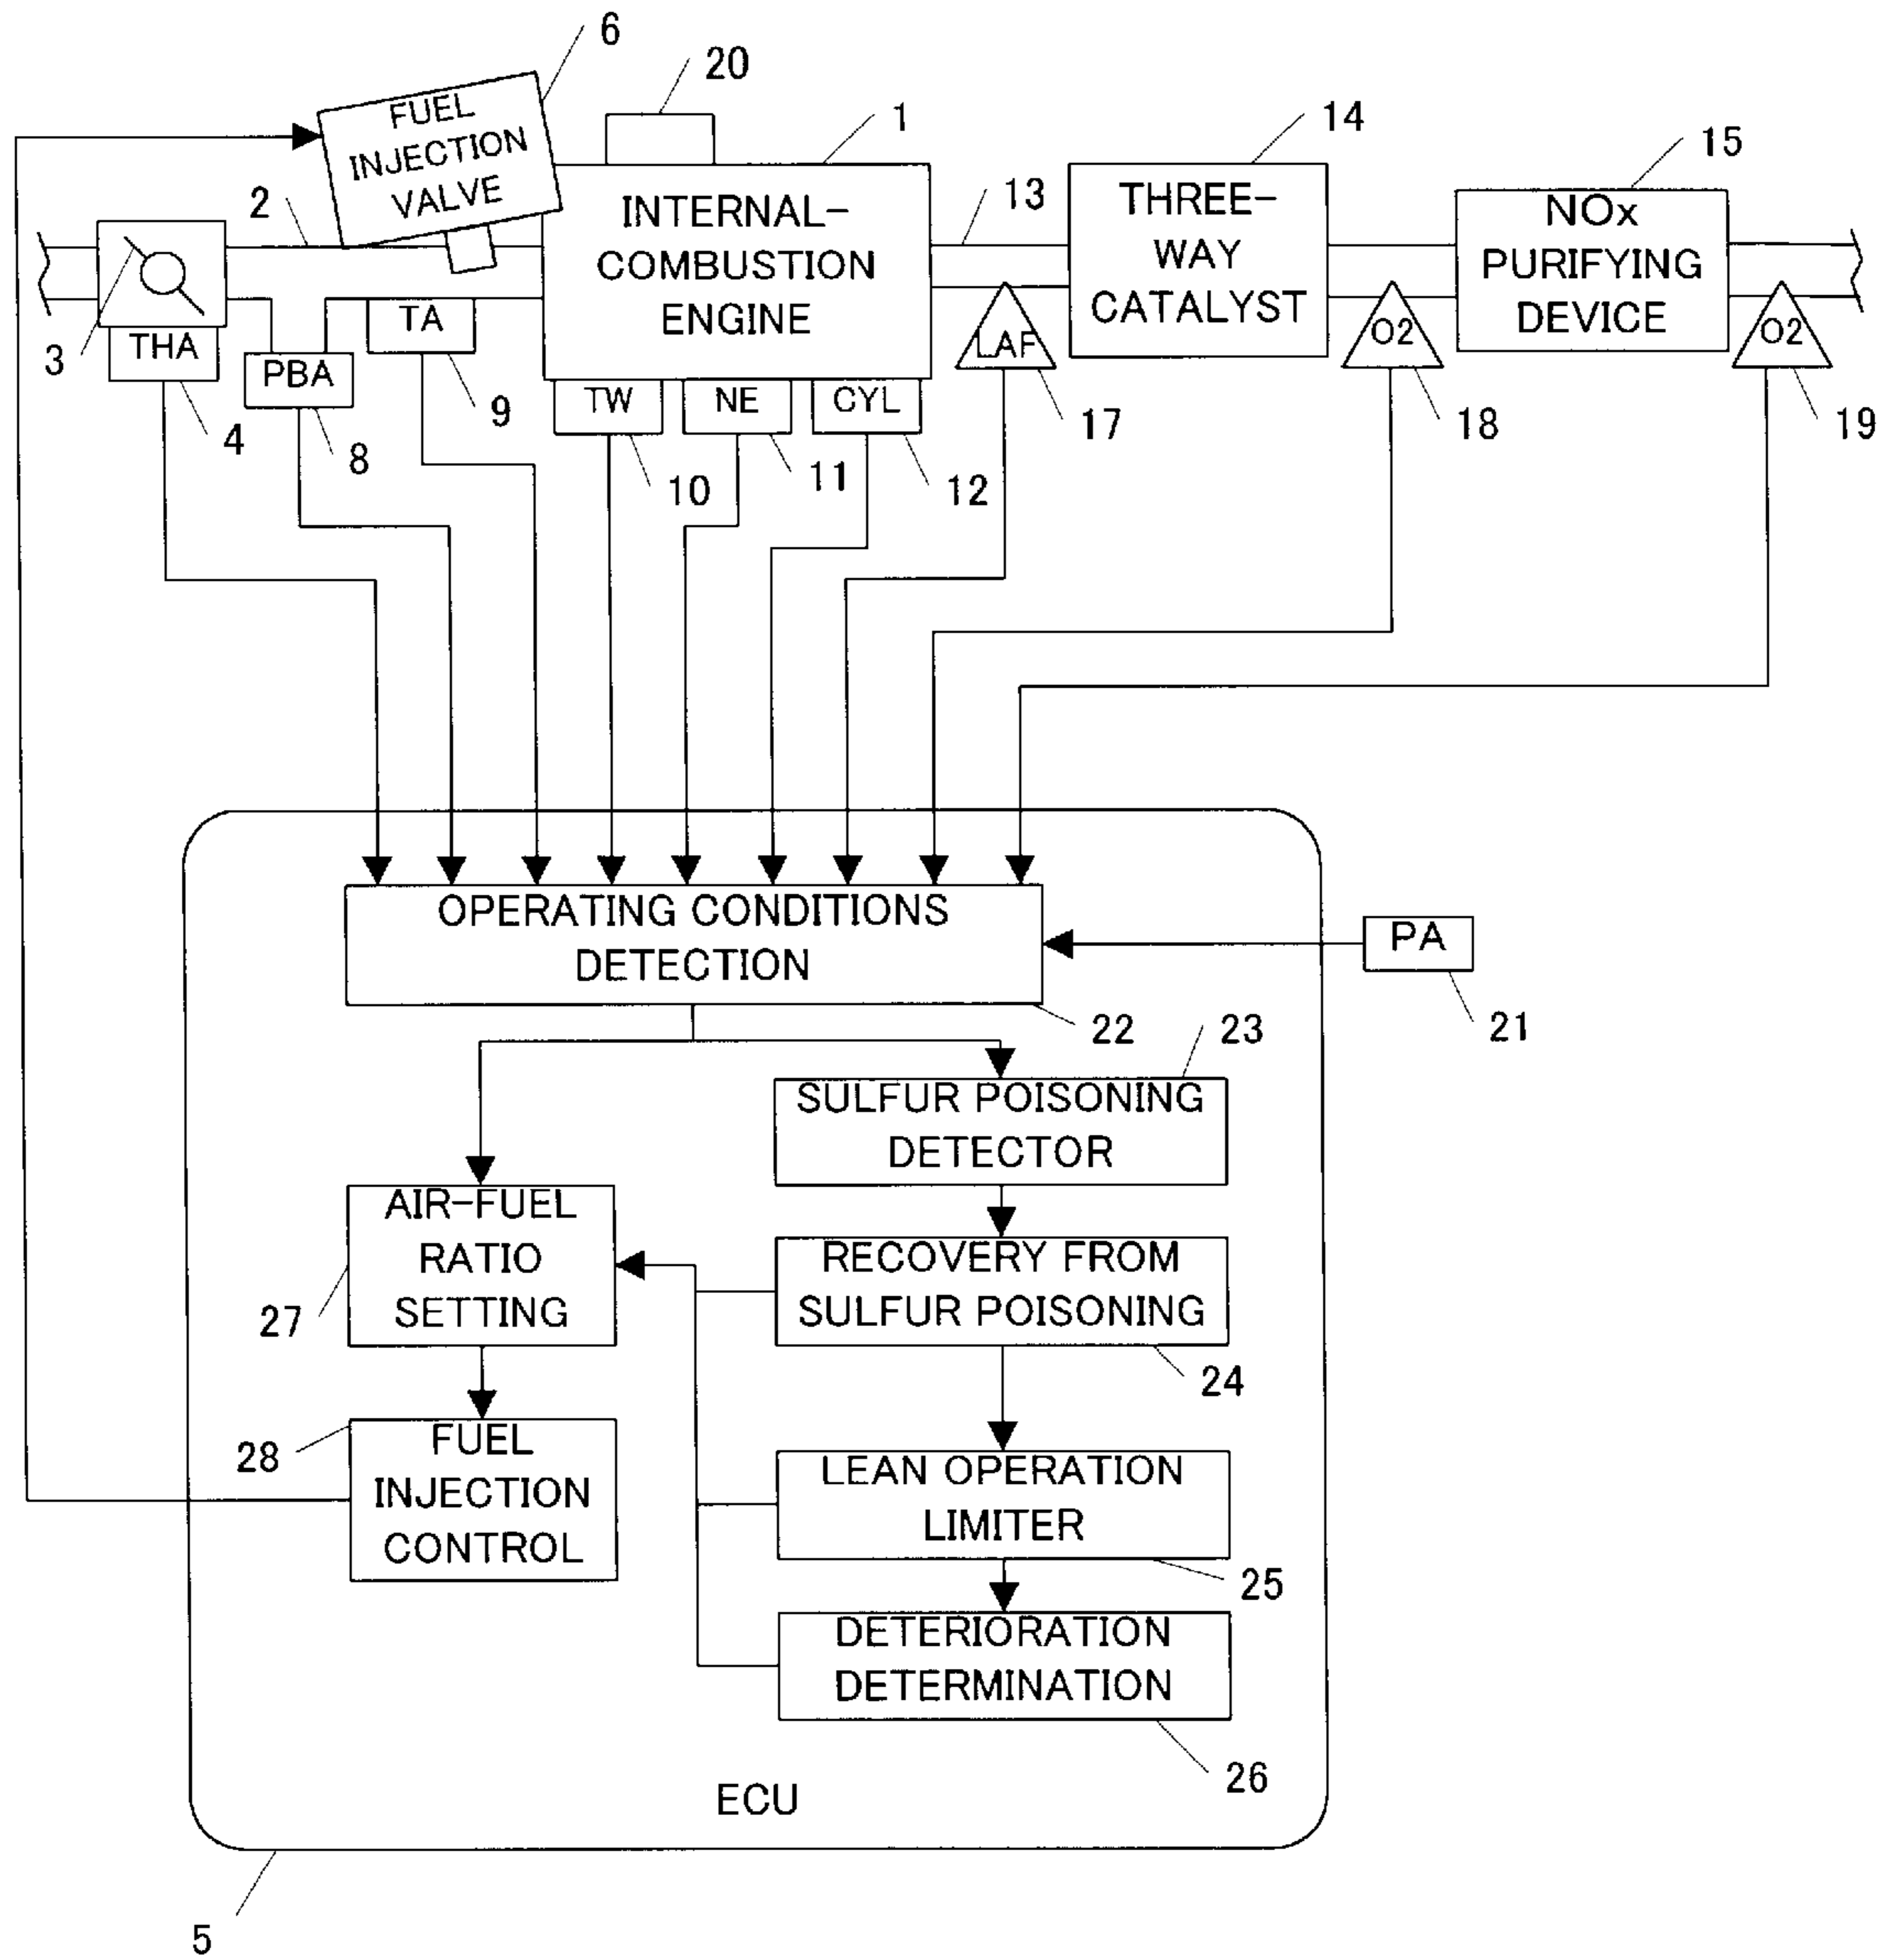 6
20
1
14
15
FUEL
INJECTION
VALVE
2
13
INTERNAL-
COMBUSTION
ENGINE
THREE-
WAY
CATALYST
NOx
PURIFYING
DEVICE
3
THA
PBA
TA
LAF
O2
O2
TW
NE
CYL
4
8
9
10
11
12
17
18
19
OPERATING CONDITIONS
DETECTION
PA
22
23
21
SULFUR POISONING
DETECTOR
AIR-FUEL
RATIO
SETTING
27
RECOVERY FROM
SULFUR POISONING
24
28
FUEL
INJECTION
CONTROL
LEAN OPERATION
LIMITER
25
DETERIORATION
DETERMINATION
26
ECU
5